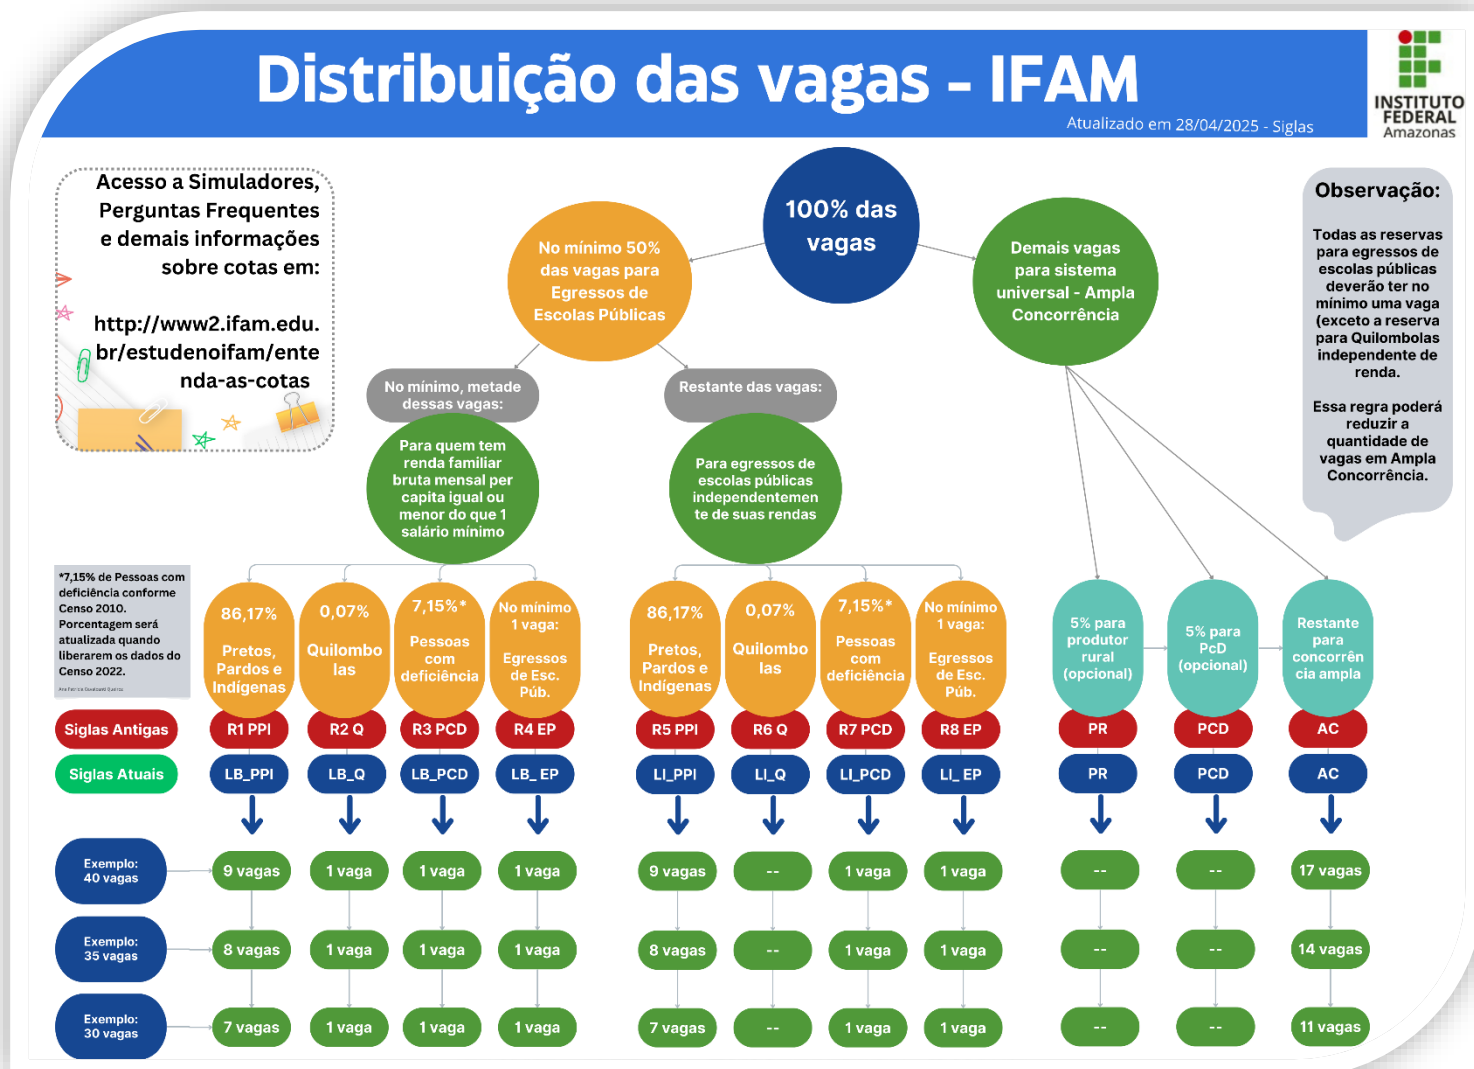 Distribuição das vagas - IFAM
Atualizado em 28/04/2025 - Siglas
INSTITUTO
FEDERAL
Amazonas
Acesso a Simuladores,
Perguntas Frequentes
e demais informações
sobre cotas em:
http://www2.ifam.edu.
br/estudenoifam/ente
nda-as-cotas
100% das
vagas
No mínimo 50%
das vagas para
Egressos de
Escolas Públicas
Demais vagas
para sistema
universal - Ampla
Concorrência
Observação:
Todas as reservas
para egressos de
escolas públicas
deverão ter no
mínimo uma vaga
(exceto a reserva
para Quilombolas
independente de
renda.
Essa regra poderá
reduzir a
quantidade de
vagas em Ampla
Concorrência.
No mínimo, metade
dessas vagas:
Restante das vagas:
Para quem tem
renda familiar
bruta mensal per
capita igual ou
menor do que 1
salário mínimo
Para egressos de
escolas públicas
independentemen
te de suas rendas
*7,15% de Pessoas com
deficiência conforme
Censo 2010.
Porcentagem será
atualizada quando
liberarem os dados do
Censo 2022.
86,17%
Pretos,
Pardos e
Indígenas
0,07%
Quilombo
las
7,15%*
Pessoas
com
deficiência
No mínimo
1 vaga:
Egressos
de Esc.
Púb.
86,17%
Pretos,
Pardos e
Indígenas
0,07%
Quilombo
las
7,15%*
Pessoas
com
deficiência
No mínimo
1 vaga:
Egressos
de Esc.
Púb.
5% para
produtor
rural
(opcional)
5% para
PcD
(opcional)
Restante
para
concorrên
cia ampla
Siglas Antigas R1 PPI R2 Q R3 PCD R4 EP R5 PPI R6 Q R7 PCD R8 EP PR PCD AC
Siglas Atuais LB_PPI LB_Q LB_PCD LB_ EP LI_PPI LI_Q LI_PCD LI_ EP PR PCD AC
Exemplo:
40 vagas
9 vagas 1 vaga 1 vaga 1 vaga 9 vagas -- 1 vaga 1 vaga -- -- 17 vagas
Exemplo:
35 vagas
8 vagas 1 vaga 1 vaga 1 vaga 8 vagas -- 1 vaga 1 vaga -- -- 14 vagas
Exemplo:
30 vagas
7 vagas 1 vaga 1 vaga 1 vaga 7 vagas -- 1 vaga 1 vaga -- -- 11 vagas